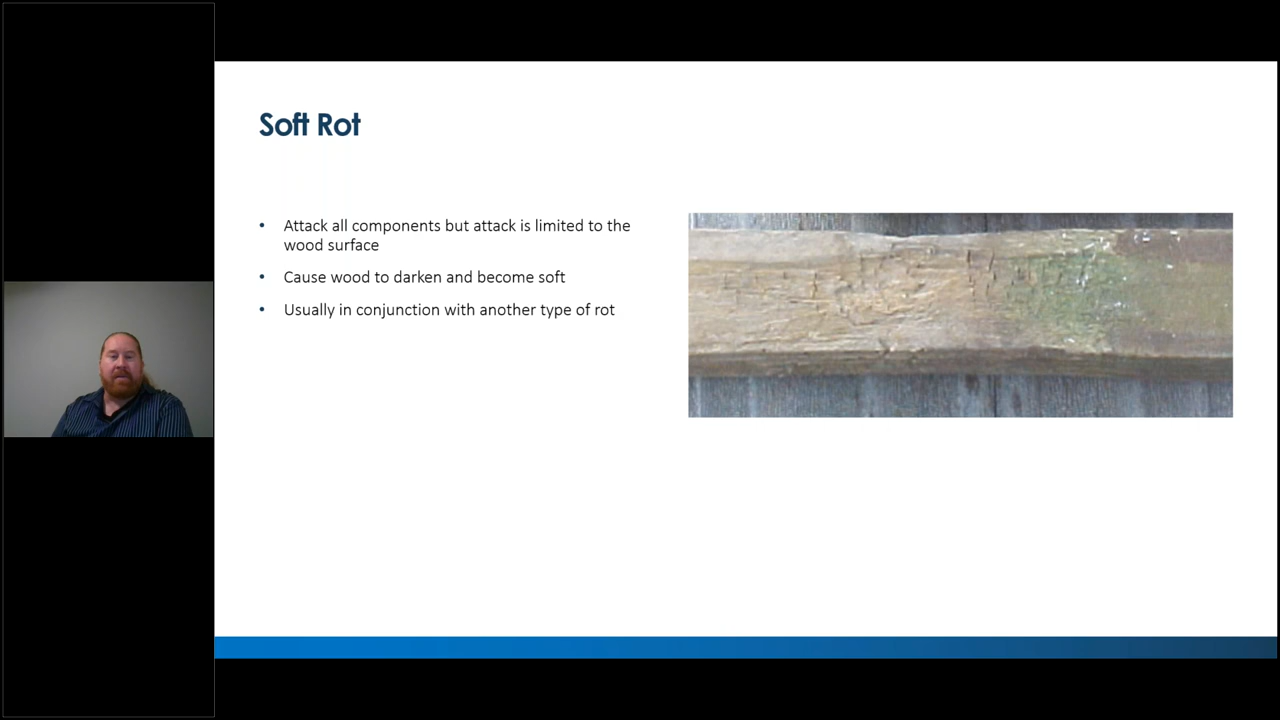 Soft Rot
• Attack all components but attack is limited to the
wood surface
• Cause wood to darken and become soft
• Usually in conjunction with another type of rot